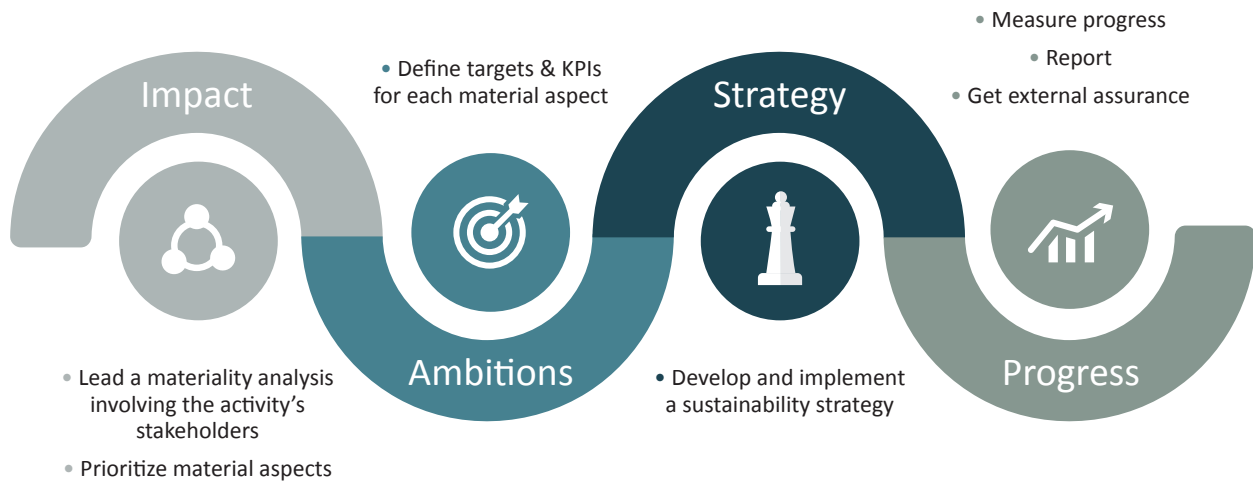 Impact
• Lead a materiality analysis
involving the activity's
stakeholders
• Prioritize material aspects
• Define targets & KPIs
for each material aspect
Ambitions
Strategy
• Develop and implement
a sustainability strategy
• Measure progress
• Report
• Get external assurance
Progress